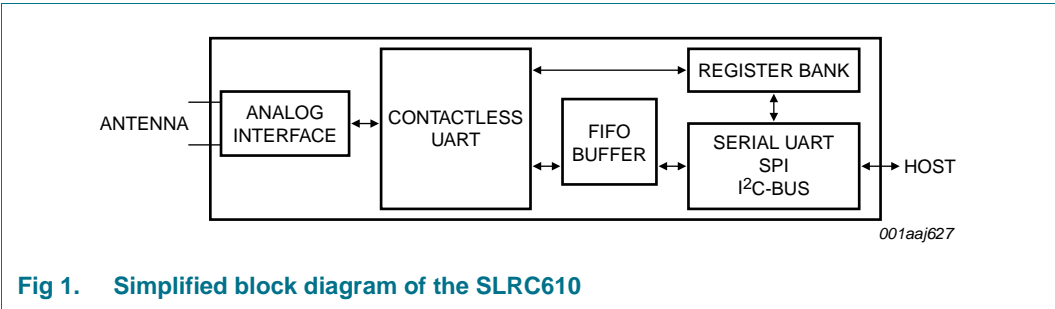 ANTENNA
ANALOG
INTERFACE
CONTACTLESS
UART
FIFO
BUFFER
REGISTER BANK
SERIAL UART
SPI
I²C-BUS
HOST
001aaj627
Fig 1. Simplified block diagram of the SLRC610